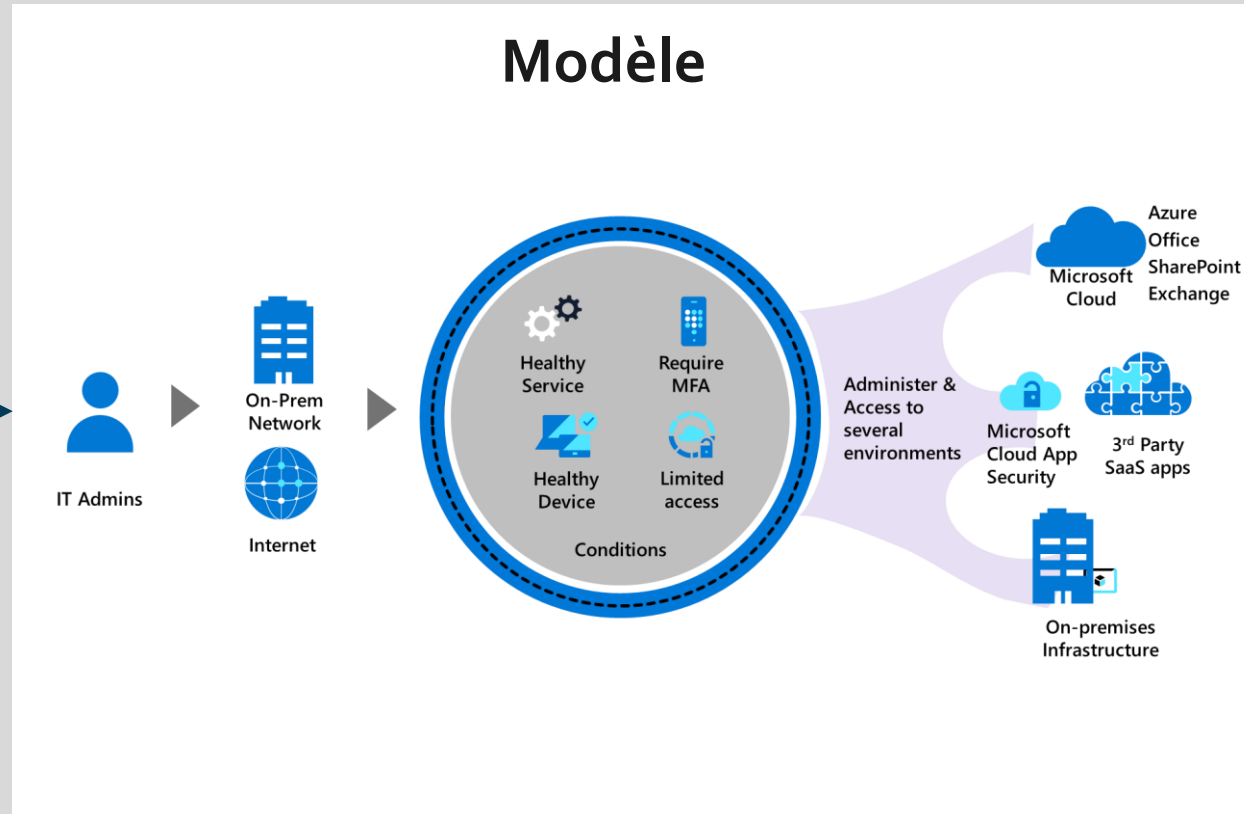 Modèle
IT Admins
On-Prem
Network
Internet
Healthy
Service
Require
MFA
Healthy
Device
Limited
access
Conditions
Administer &
Access to
several
environments
Microsoft
Cloud
Azure
Office
SharePoint
Exchange
Microsoft
Cloud App
Security
3rd Party
SaaS apps
On-premises
Infrastructure